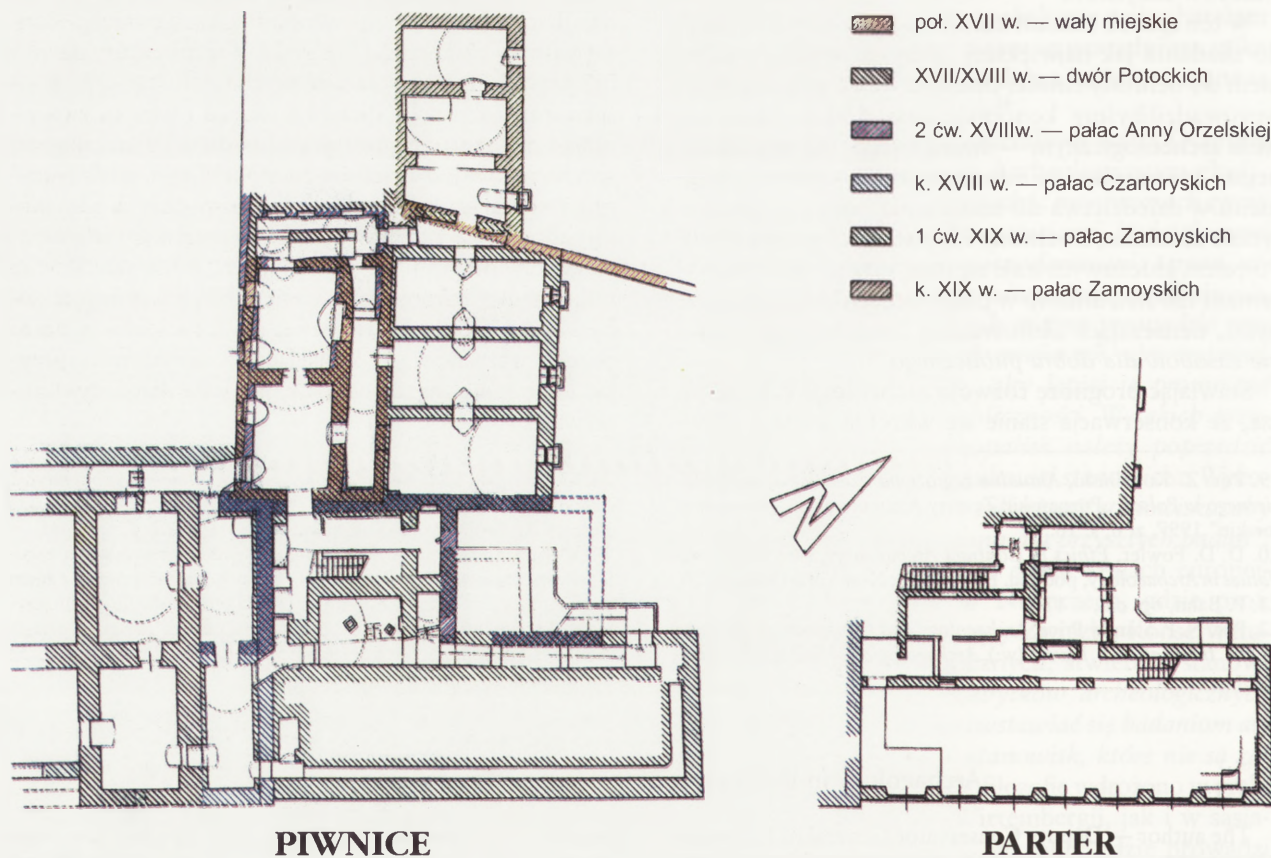 poł. XVII w. — wały miejskie
XVII/XVIII w. — dwór Potockich
2 ćw. XVIIIw. — pałac Anny Orzelskiej
k. XVIII w. — pałac Czartoryskich
1 ćw. XIX w. — pałac Zamoyskich
k. XIX w. — pałac Zamoyskich
N
PIWNICE
PARTER